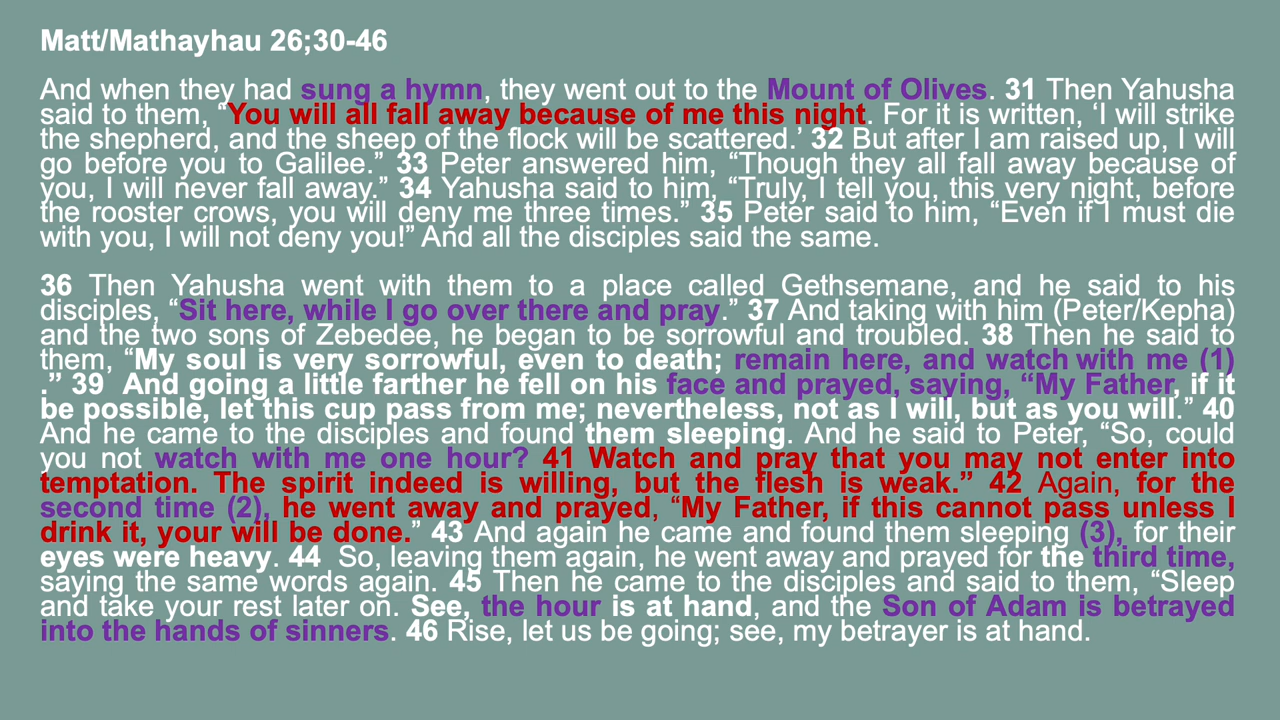 Matt/Mathayhau 26;30-46
And when they had sung a hymn, they went out to the Mount of Olives. 31 Then Yahusha
said to them, “You will all fall away because of me this night. For it is written, ‘I will strike
the shepherd, and the sheep of the flock will be scattered.’ 32 But after I am raised up, I will
go before you to Galilee.” 33 Peter answered him, “Though they all fall away because of
you, I will never fall away.” 34 Yahusha said to him, “Truly, I tell you, this very night, before
the rooster crows, you will deny me three times.” 35 Peter said to him, “Even if I must die
with you, I will not deny you!” And all the disciples said the same.
36 Then Yahusha went with them to a place called Gethsemane, and he said to his
disciples, “Sit here, while I go over there and pray.” 37 And taking with him (Peter/Kepha)
and the two sons of Zebedee, he began to be sorrowful and troubled. 38 Then he said to
them, “My soul is very sorrowful, even to death; remain here, and watch with me (1)
.” 39 And going a little farther he fell on his face and prayed, saying, “My Father, if it
be possible, let this cup pass from me; nevertheless, not as I will, but as you will.” 40
And he came to the disciples and found them sleeping. And he said to Peter, “So, could
you not watch with me one hour? 41 Watch and pray that you may not enter into
temptation. The spirit indeed is willing, but the flesh is weak.” 42 Again, for the
second time (2), he went away and prayed, “My Father, if this cannot pass unless I
drink it, your will be done.” 43 And again he came and found them sleeping (3), for their
eyes were heavy. 44 So, leaving them again, he went away and prayed for the third time,
saying the same words again. 45 Then he came to the disciples and said to them, “Sleep
and take your rest later on. See, the hour is at hand, and the Son of Adam is betrayed
into the hands of sinners. 46 Rise, let us be going; see, my betrayer is at hand.